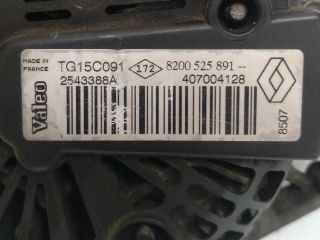 MADE IN
FRANCE
TG15C091 172 8200 525 891 --
2543388A 407004128
Valeo
8507